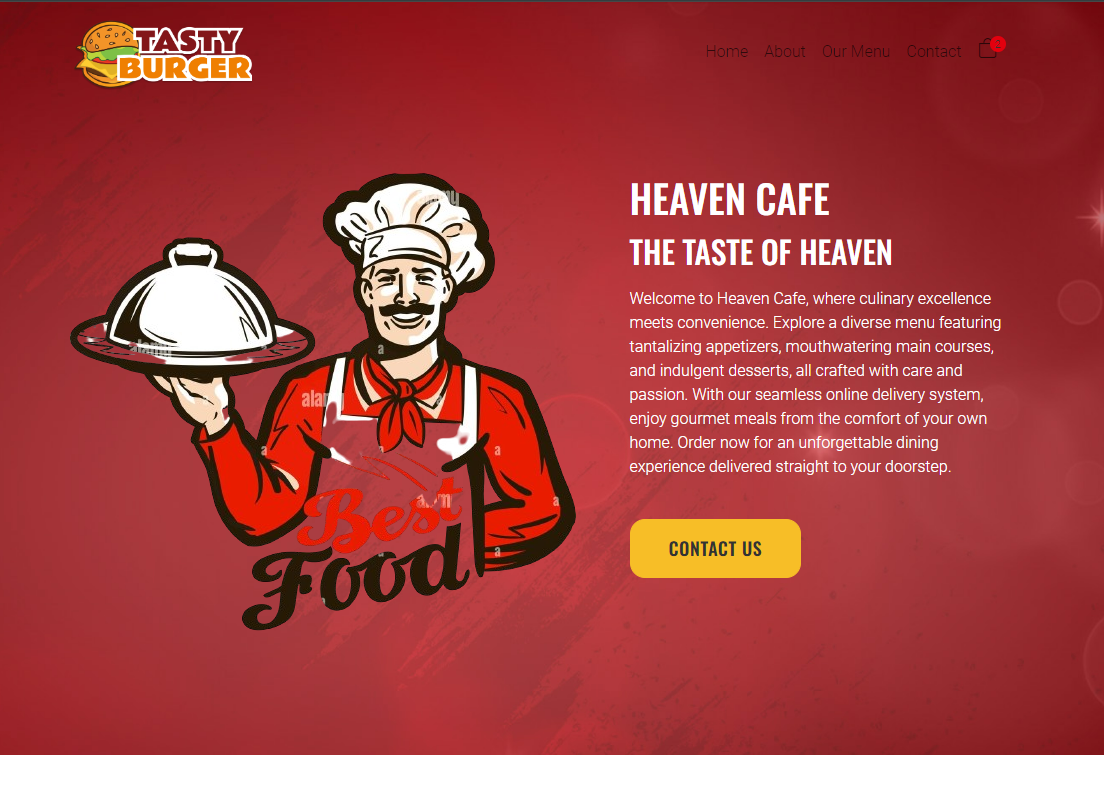 TASTY
BURGER
Home About Our Menu Contact 2
HEAVEN CAFE
THE TASTE OF HEAVEN
Welcome to Heaven Cafe, where culinary excellence
meets convenience. Explore a diverse menu featuring
tantalizing appetizers, mouthwatering main courses,
and indulgent desserts, all crafted with care and
passion. With our seamless online delivery system,
enjoy gourmet meals from the comfort of your own
home. Order now for an unforgettable dining
experience delivered straight to your doorstep.
CONTACT US
alamy
alamy
alamy
a
a
a
a
a
a
a
Best
Food